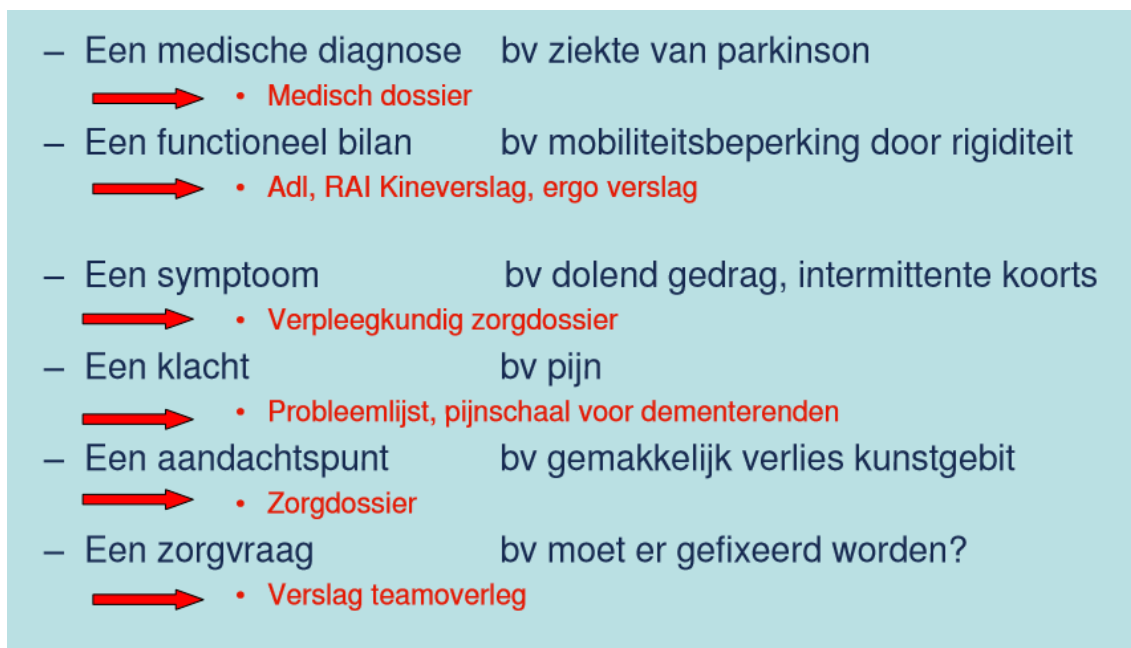 – Een medische diagnose bv ziekte van parkinson
• Medisch dossier
– Een functioneel bilan bv mobiliteitsbeperking door rigiditeit
• Adl, RAI Kineverslag, ergo verslag
– Een symptoom bv dolend gedrag, intermittente koorts
• Verpleegkundig zorgdossier
– Een klacht bv pijn
• Probleemlijst, pijnschaal voor dementerenden
– Een aandachtspunt bv gemakkelijk verlies kunstgebit
• Zorgdossier
– Een zorgvraag bv moet er gefixeerd worden?
• Verslag teamoverleg